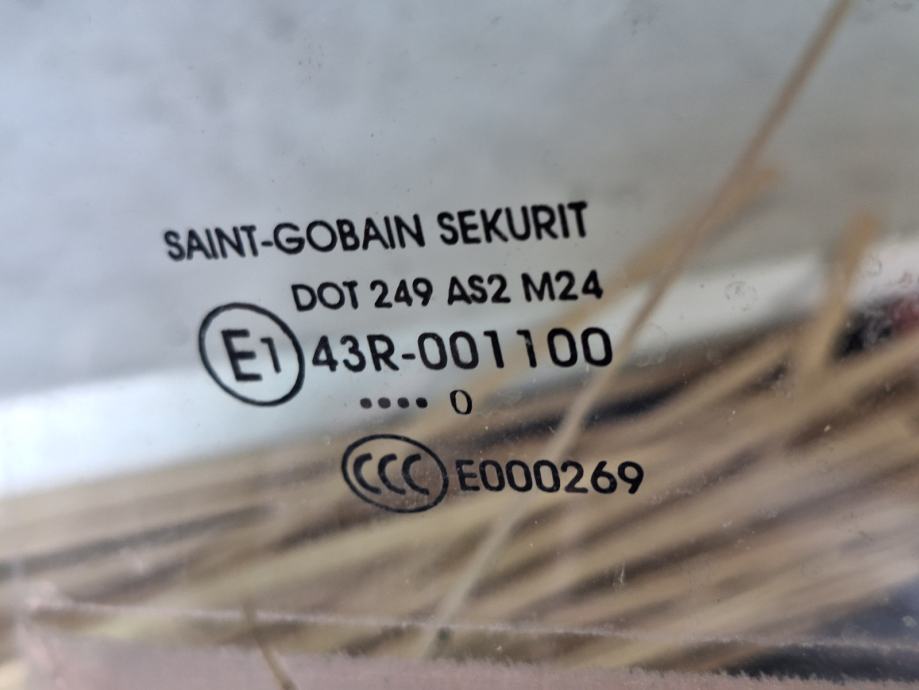 SAINT-GOBAIN SEKURIT
DOT 249 AS2 M24
E1 43R-001100
•••• 0
CCC E000269